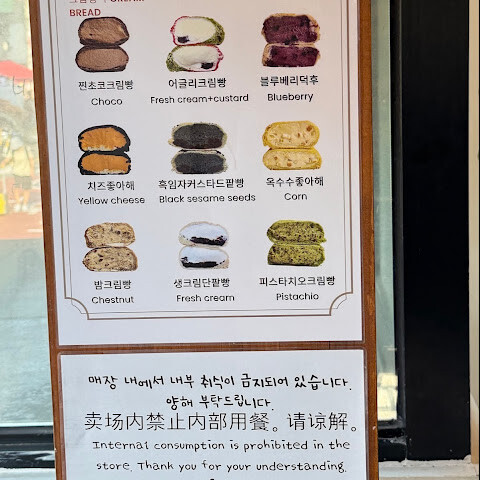 BREAD
찐초코크림빵
Choco
어글리크림빵
Fresh cream+custard
블루베리덕후
Blueberry
치즈좋아해
Yellow cheese
흑임자커스타드팥빵
Black sesame seeds
옥수수좋아해
Corn
밤크림빵
Chestnut
생크림단팥빵
Fresh cream
피스타치오크림빵
Pistachio
매장 내에서 내부 취식이 금지되어 있습니다.
양해 부탁드립니다.
卖场内禁止内部用餐。请谅解。
Internal consumption is prohibited in the
store. Thank you for your understanding.